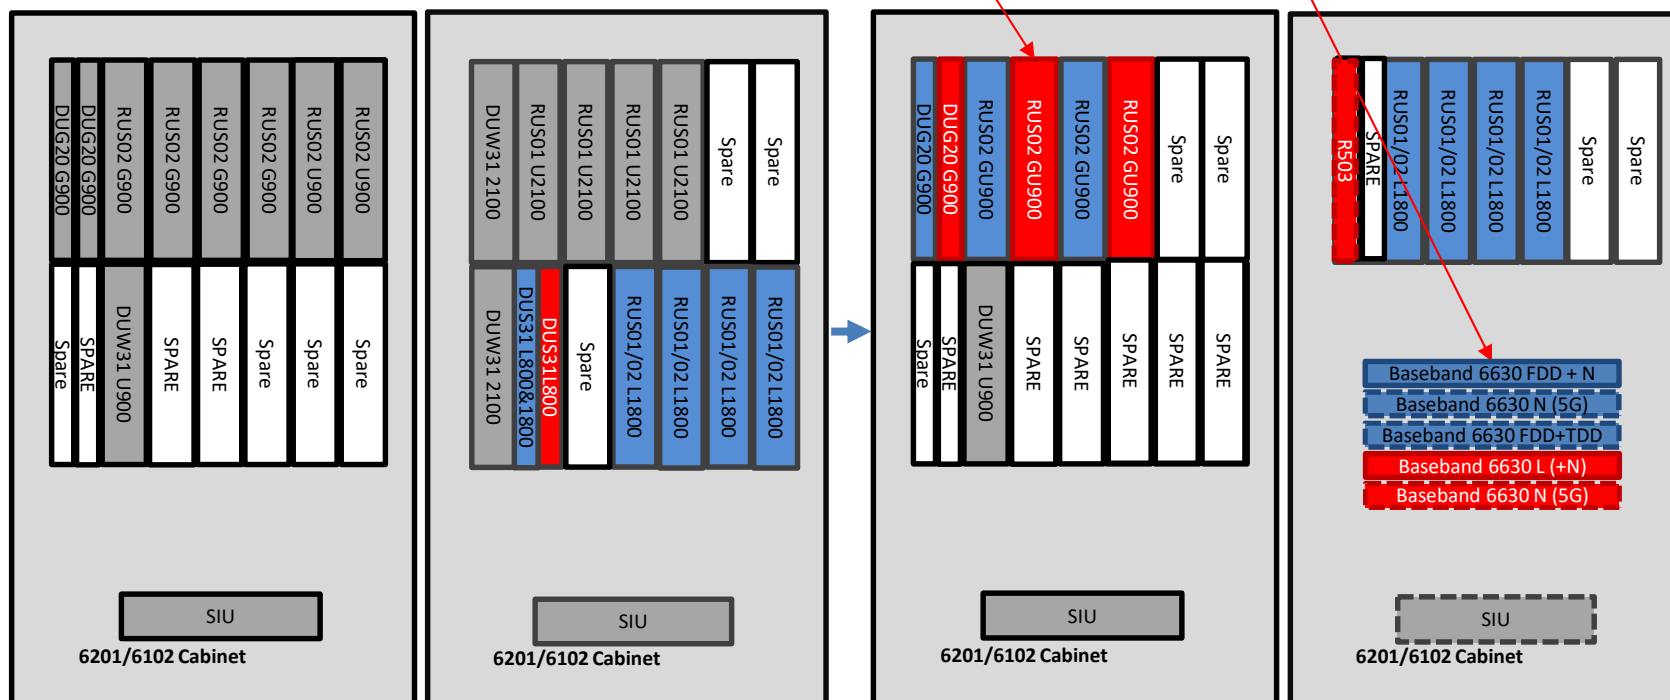 DUG20 G900
DUG20 G900
RUS02 G900
RUS02 G900
RUS02 G900
RUS02 U900
RUS02 U900
Spare
SPARE
DUW31 U900
SPARE
SPARE
Spare
Spare
Spare
SIU
6201/6102 Cabinet
DUW31 2100
RUS01 U2100
RUS01 U2100
RUS01 U2100
RUS01 U2100
Spare
Spare
DUW31 2100
DUS31 L800&1800
DUS31 L800
Spare
RUS01/02 L1800
RUS01/02 L1800
RUS01/02 L1800
RUS01/02 L1800
SIU
6201/6102 Cabinet
DUG20 G900
DUG20 G900
RUS02 GU900
RUS02 GU900
RUS02 GU900
RUS02 GU900
Spare
Spare
Spare
SPARE
DUW31 U900
SPARE
SPARE
SPARE
SPARE
SPARE
SIU
6201/6102 Cabinet
R503
SPARE
RUS01/02 L1800
RUS01/02 L1800
RUS01/02 L1800
RUS01/02 L1800
Spare
Spare
Baseband 6630 FDD + N
Baseband 6630 N (5G)
Baseband 6630 FDD+TDD
Baseband 6630 L (+N)
Baseband 6630 N (5G)
SIU
6201/6102 Cabinet